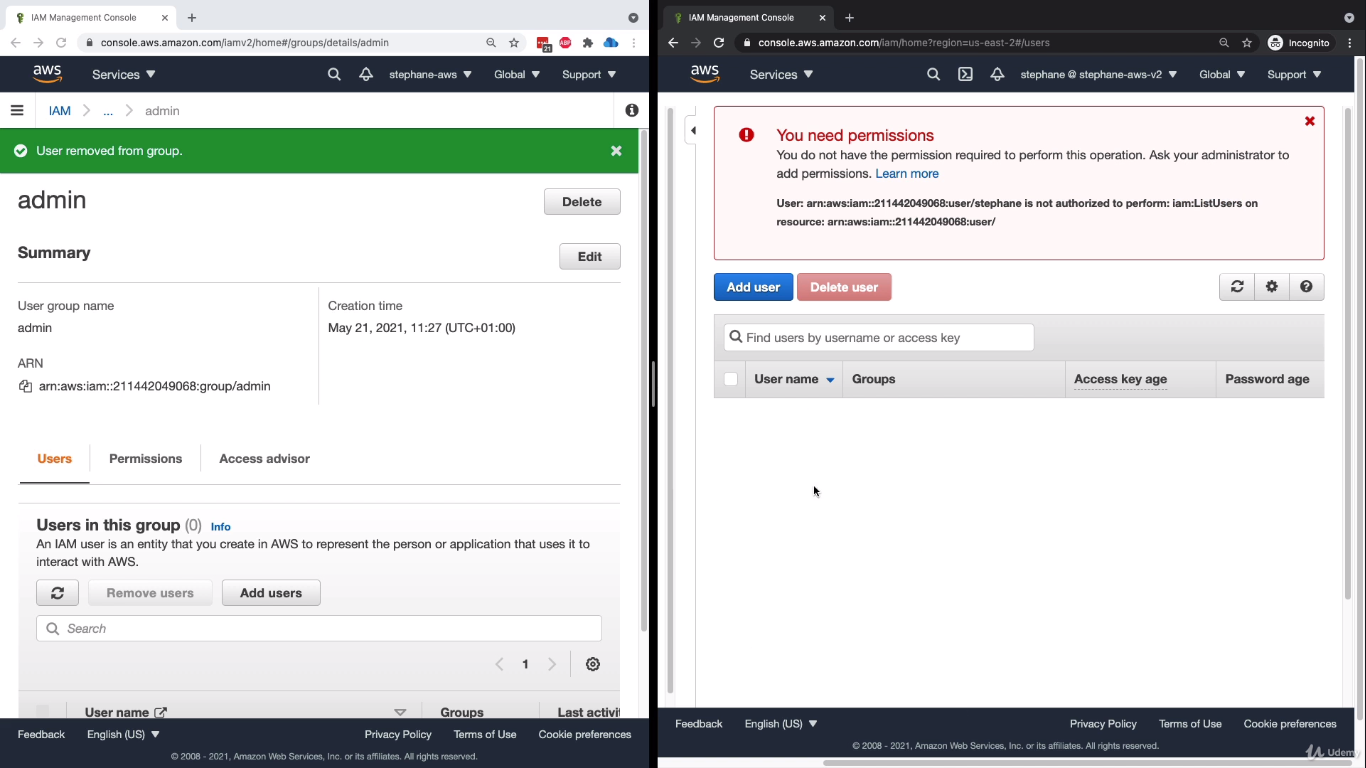 IAM Management Console
console.aws.amazon.com/iamv2/home#/groups/details/admin
21
ABP
aws
Services
stephane-aws
Global
Support
IAM
...
admin
User removed from group.
admin
Delete
Summary
Edit
User group name
admin
Creation time
May 21, 2021, 11:27 (UTC+01:00)
ARN
arn:aws:iam::211442049068:group/admin
Users
Permissions
Access advisor
Users in this group (0) Info
An IAM user is an entity that you create in AWS to represent the person or application that uses it to
interact with AWS.
Remove users
Add users
Search
1
User name
Groups
Last activi
Feedback
English (US)
Privacy Policy
Terms of Use
Cookie preferences
© 2008 - 2021, Amazon Web Services, Inc. or its affiliates. All rights reserved.
IAM Management Console
console.aws.amazon.com/iam/home?region=us-east-2#/users
Incognito
aws
Services
stephane @ stephane-aws-v2
Global
Support
You need permissions
You do not have the permission required to perform this operation. Ask your administrator to
add permissions. Learn more
User: arn:aws:iam::211442049068:user/stephane is not authorized to perform: iam:ListUsers on
resource: arn:aws:iam::211442049068:user/
Add user
Delete user
Find users by username or access key
User name
Groups
Access key age
Password age
Feedback
English (US)
Privacy Policy
Terms of Use
Cookie preferences
© 2008 - 2021, Amazon Web Services, Inc. or its affiliates. All rights reserved.
Udemy